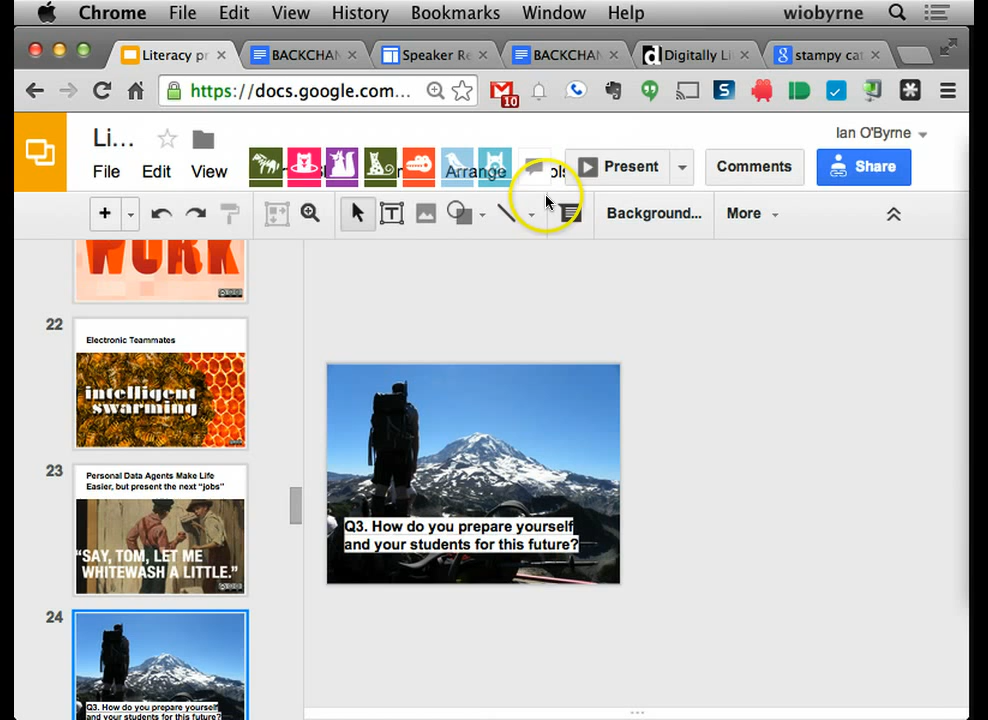 Chrome File Edit View History Bookmarks Window Help wiobyrne
Literacy pr BACKCHAN Speaker Re BACKCHAN Digitally Li stampy cat
https://docs.google.com...
10
Li... Ian O'Byrne
File Edit View Arrange Present Comments Share
Background... More
WORK
22
Electronic Teammates
intelligent
swarming
23
Personal Data Agents Make Life
Easier, but present the next "jobs"
"SAY, TOM, LET ME
WHITEWASH A LITTLE."
24
Q3. How do you prepare yourself
and your students for this future?
Q3. How do you prepare yourself
and your students for this future?